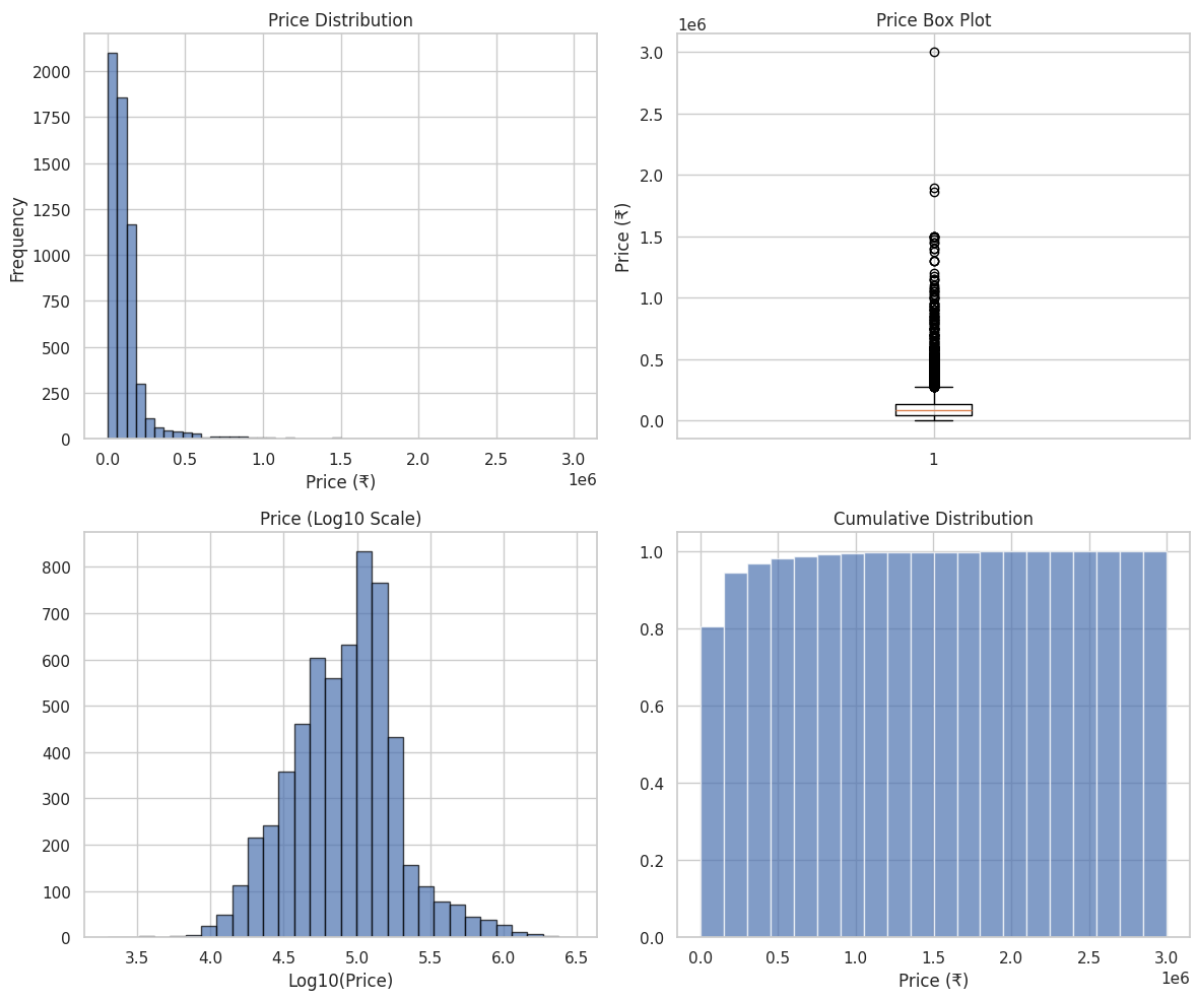 Price Distribution
2000
1750
1500
1250
1000
750
500
250
0
Frequency
0.0 0.5 1.0 1.5 2.0 2.5 3.0
1e6
Price (₹)
Price Box Plot
1e6
3.0
2.5
2.0
1.5
1.0
0.5
0.0
Price (₹)
1
Price (Log10 Scale)
800
700
600
500
400
300
200
100
0
3.5 4.0 4.5 5.0 5.5 6.0 6.5
Log10(Price)
Cumulative Distribution
1.0
0.8
0.6
0.4
0.2
0.0
0.0 0.5 1.0 1.5 2.0 2.5 3.0
1e6
Price (₹)